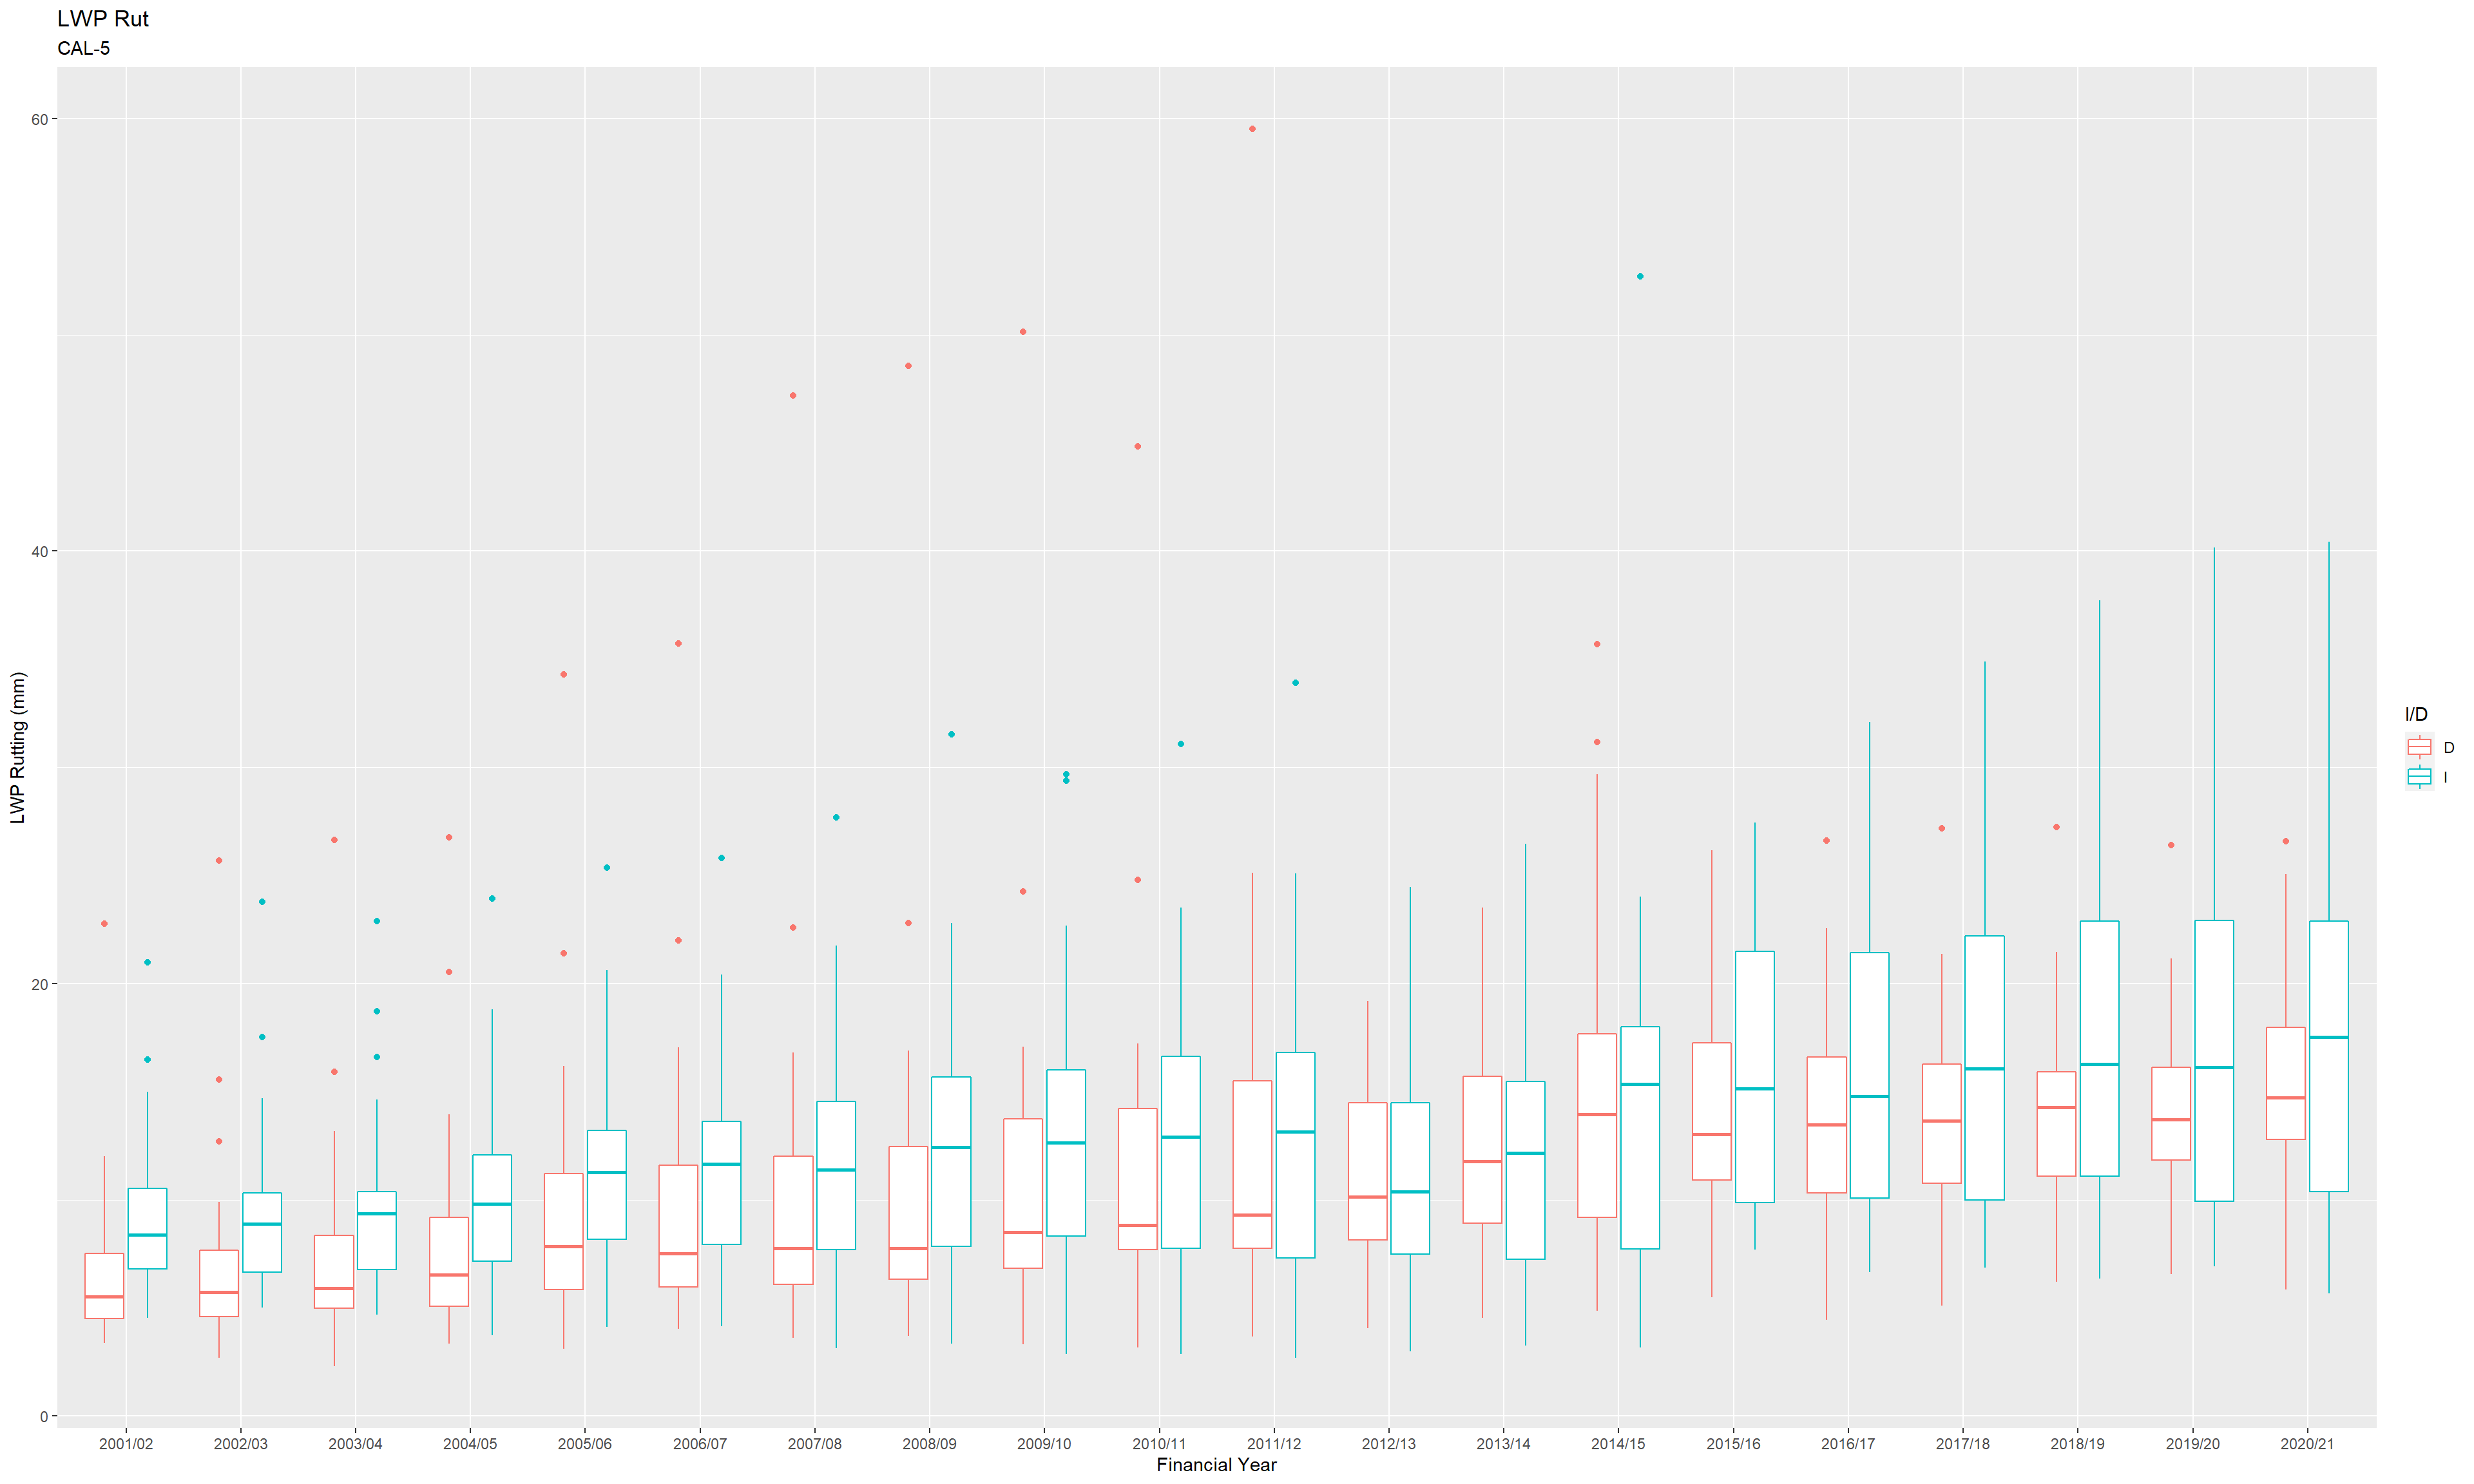 LWP Rut
CAL-5
LWP Rutting (mm)
60
40
20
0
2001/02 2002/03 2003/04 2004/05 2005/06 2006/07 2007/08 2008/09 2009/10 2010/11 2011/12 2012/13 2013/14 2014/15 2015/16 2016/17 2017/18 2018/19 2019/20 2020/21
Financial Year
I/D
D
I